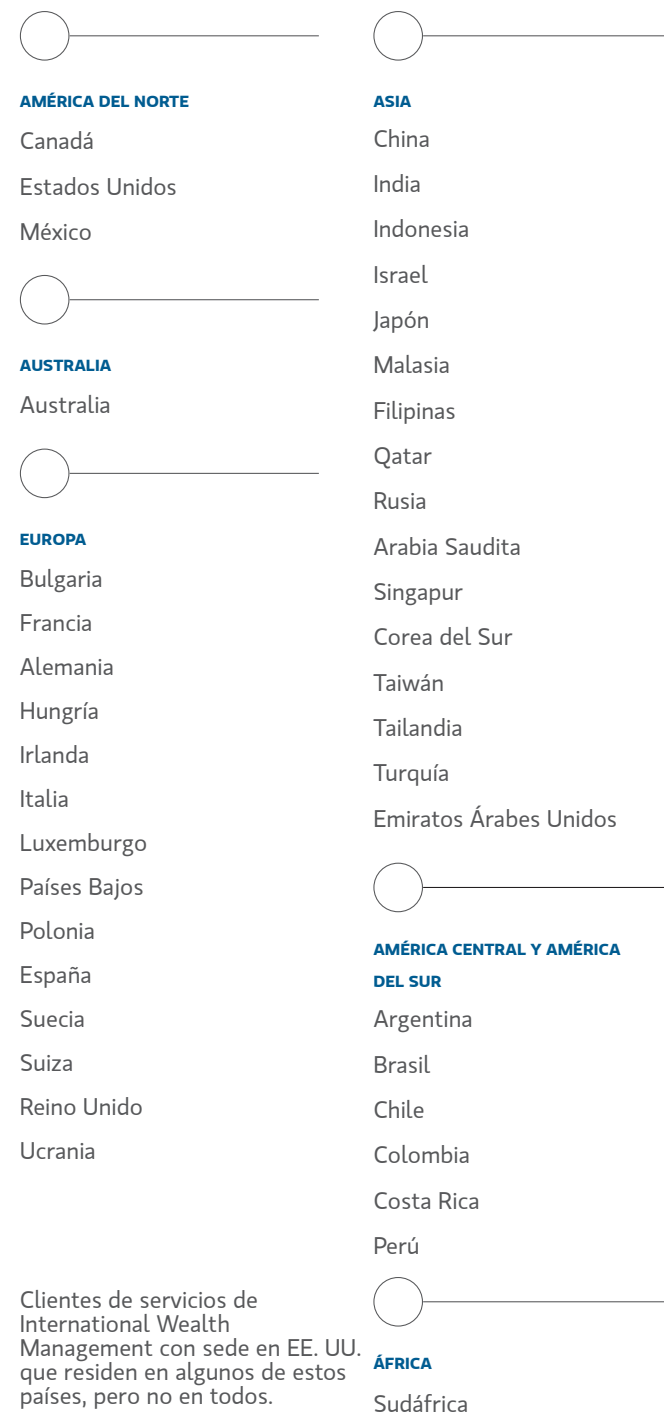 AMÉRICA DEL NORTE
Canadá
Estados Unidos
México
AUSTRALIA
Australia
EUROPA
Bulgaria
Francia
Alemania
Hungría
Irlanda
Italia
Luxemburgo
Países Bajos
Polonia
España
Suecia
Suiza
Reino Unido
Ucrania
Clientes de servicios de
International Wealth
Management con sede en EE. UU.
que residen en algunos de estos
países, pero no en todos.
ASIA
China
India
Indonesia
Israel
Japón
Malasia
Filipinas
Qatar
Rusia
Arabia Saudita
Singapur
Corea del Sur
Taiwán
Tailandia
Turquía
Emiratos Árabes Unidos
AMÉRICA CENTRAL Y AMÉRICA
DEL SUR
Argentina
Brasil
Chile
Colombia
Costa Rica
Perú
ÁFRICA
Sudáfrica